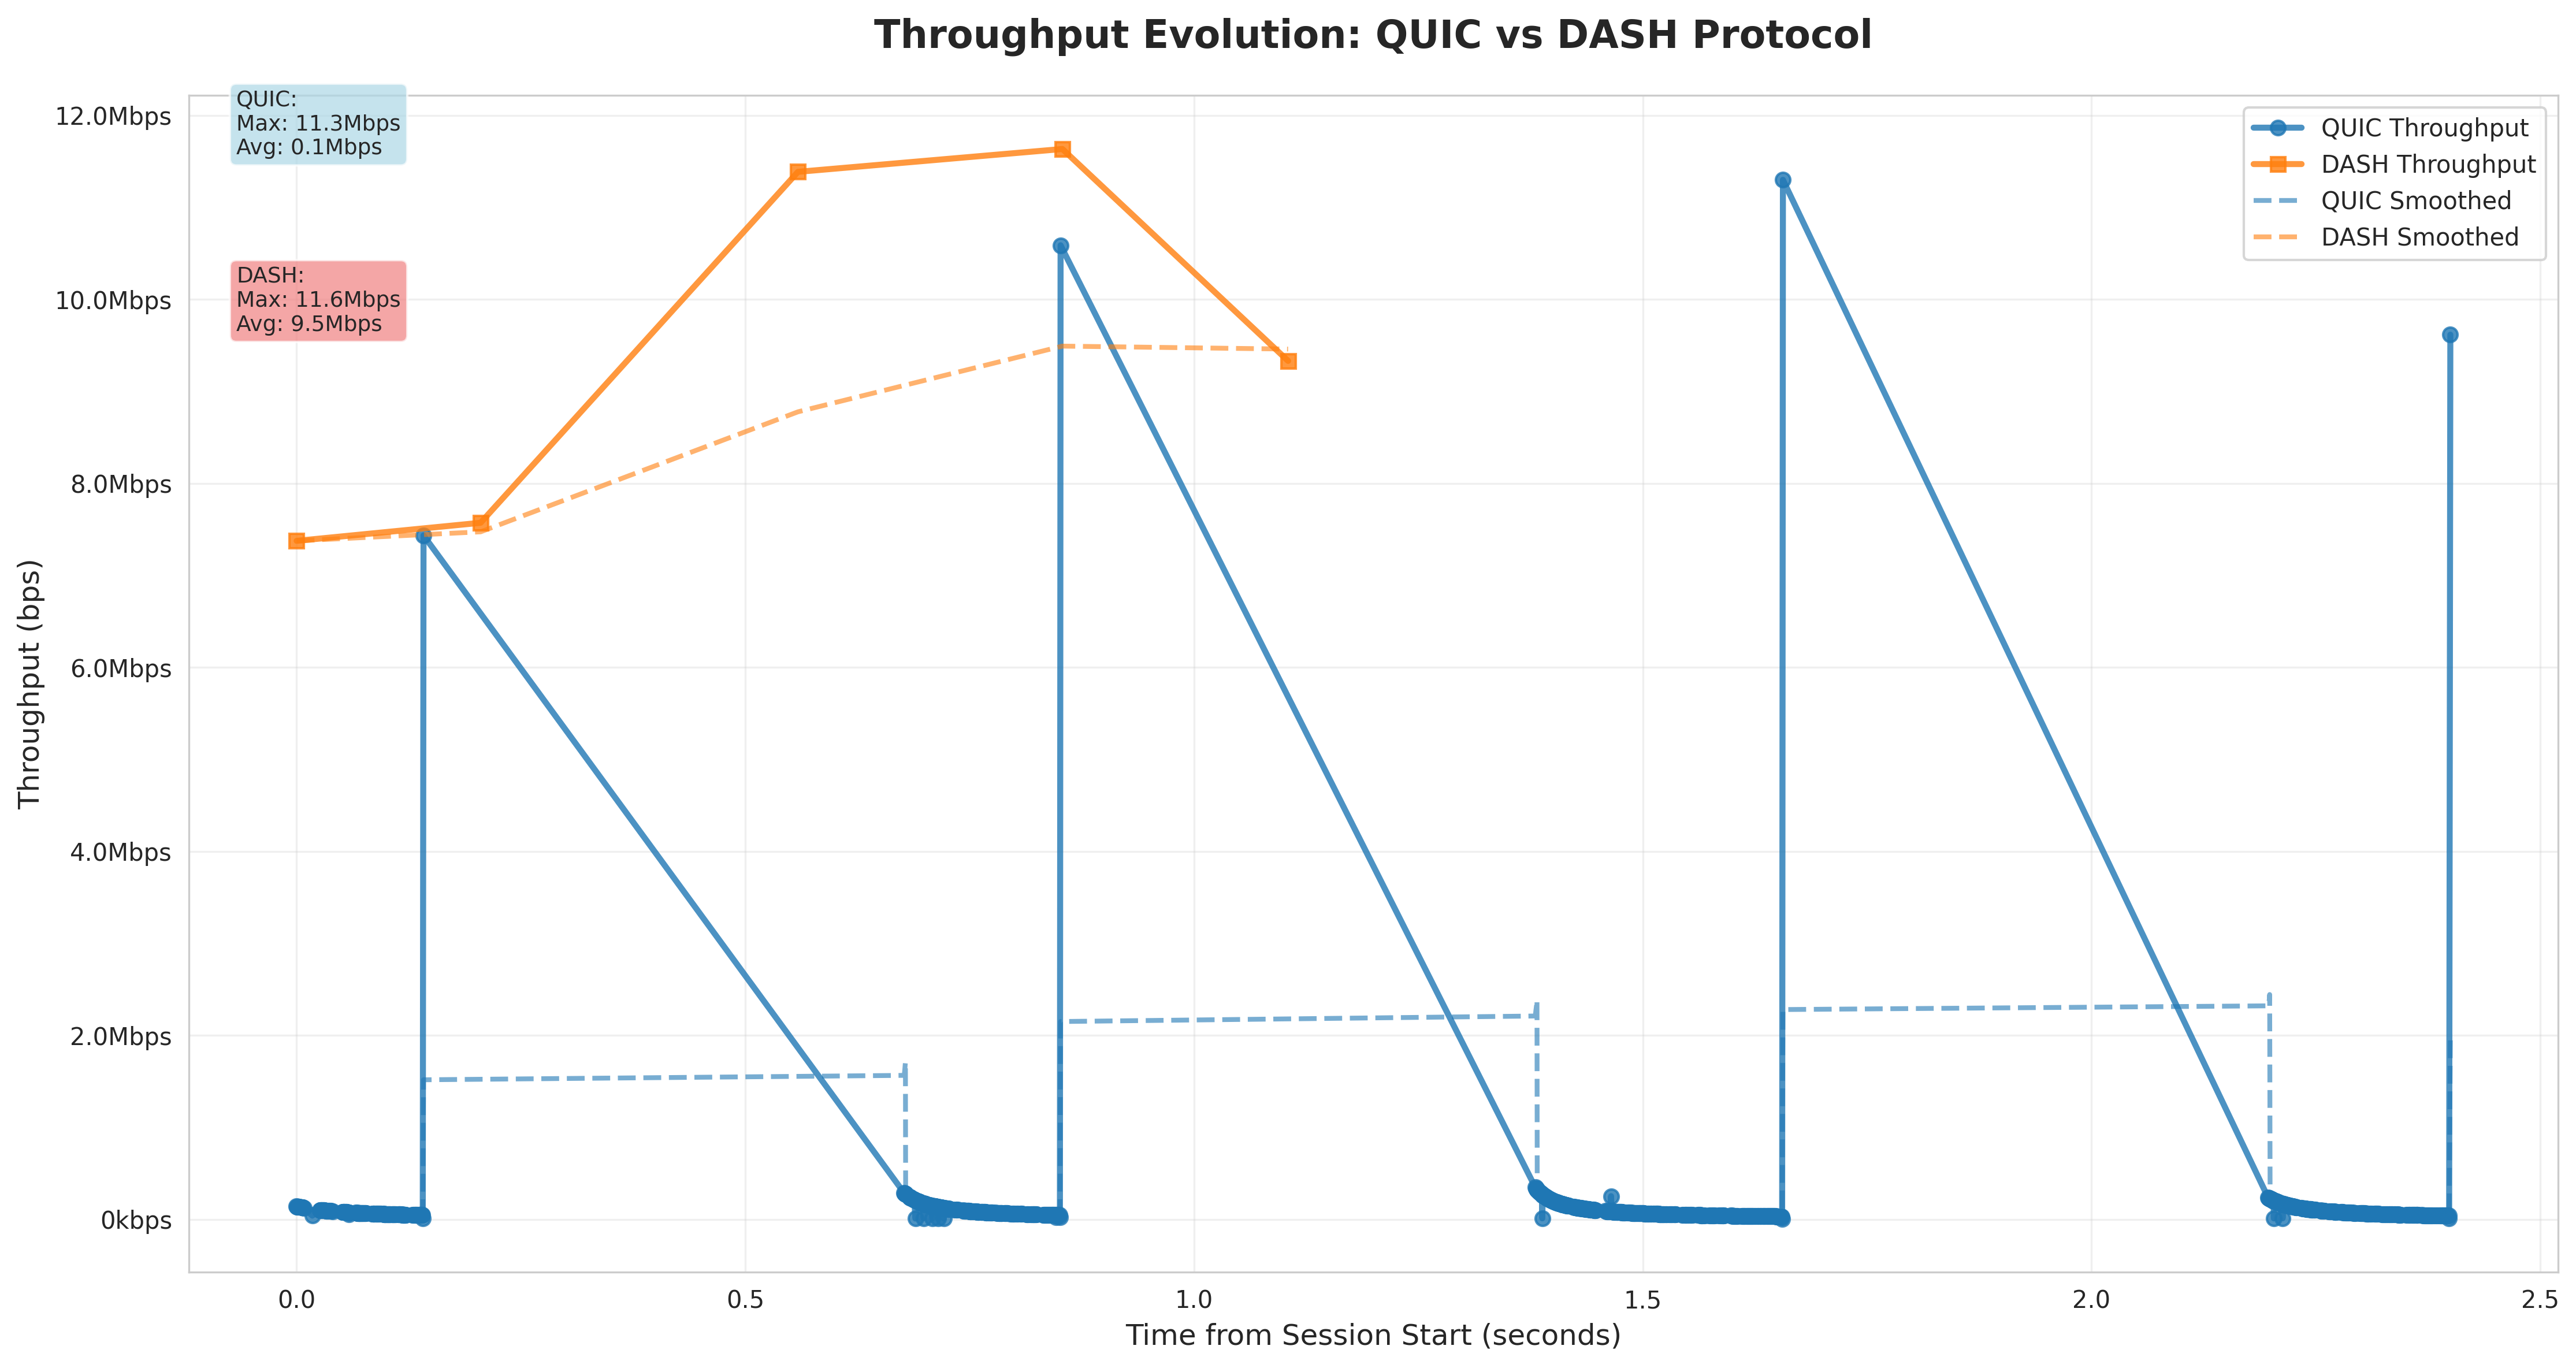 Throughput Evolution: QUIC vs DASH Protocol
QUIC:
Max: 11.3Mbps
Avg: 0.1Mbps
DASH:
Max: 11.6Mbps
Avg: 9.5Mbps
QUIC Throughput
DASH Throughput
QUIC Smoothed
DASH Smoothed
Throughput (bps)
12.0Mbps
10.0Mbps
8.0Mbps
6.0Mbps
4.0Mbps
2.0Mbps
0kbps
0.0
0.5
1.0
1.5
2.0
2.5
Time from Session Start (seconds)